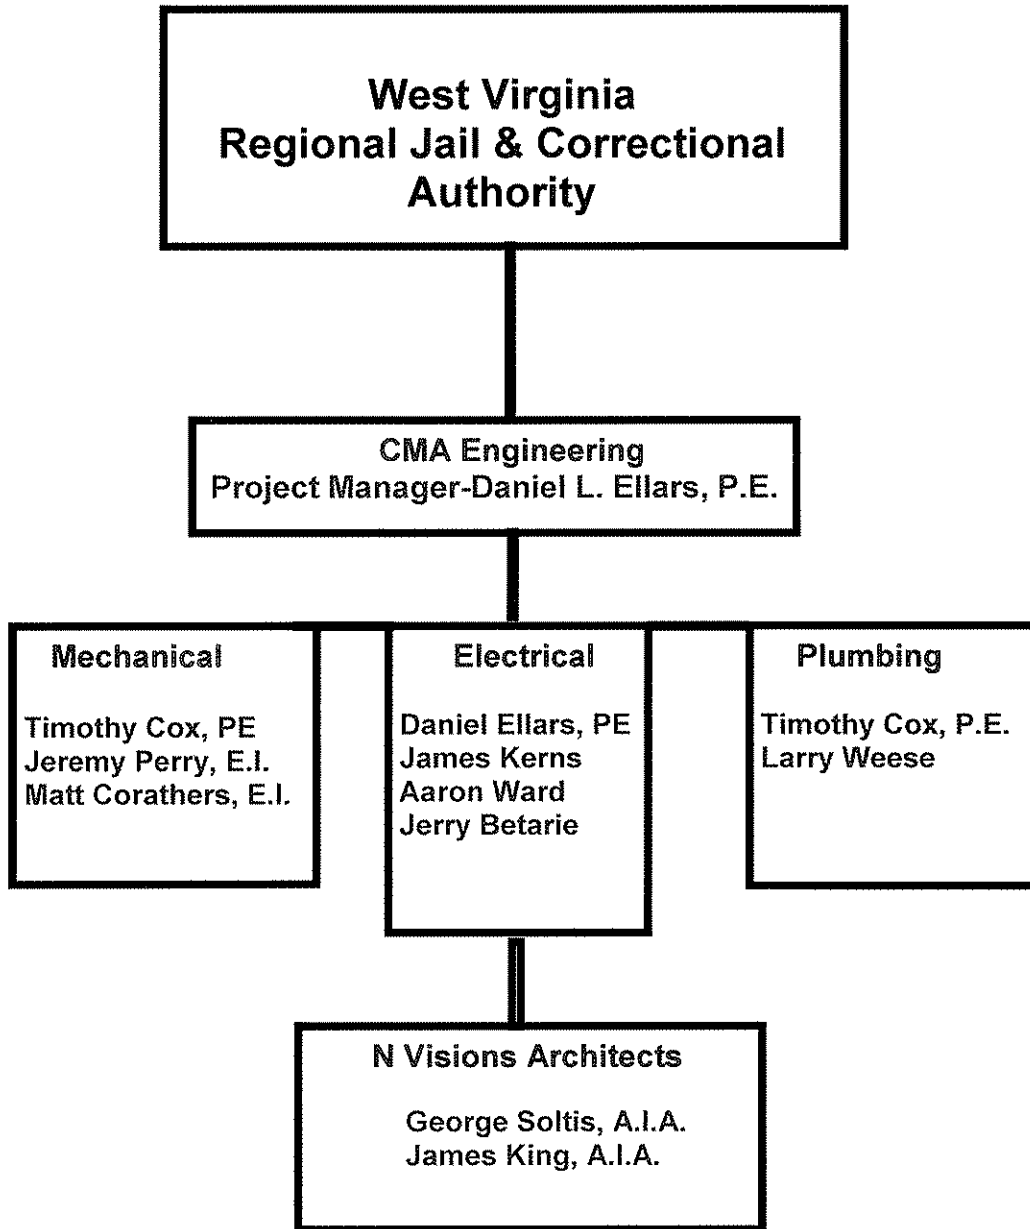 West Virginia
Regional Jail & Correctional
Authority
CMA Engineering
Project Manager-Daniel L. Ellars, P.E.
Mechanical
Timothy Cox, PE
Jeremy Perry, E.I.
Matt Corathers, E.I.
Electrical
Daniel Ellars, PE
James Kerns
Aaron Ward
Jerry Betarie
Plumbing
Timothy Cox, P.E.
Larry Weese
N Visions Architects
George Soltis, A.I.A.
James King, A.I.A.